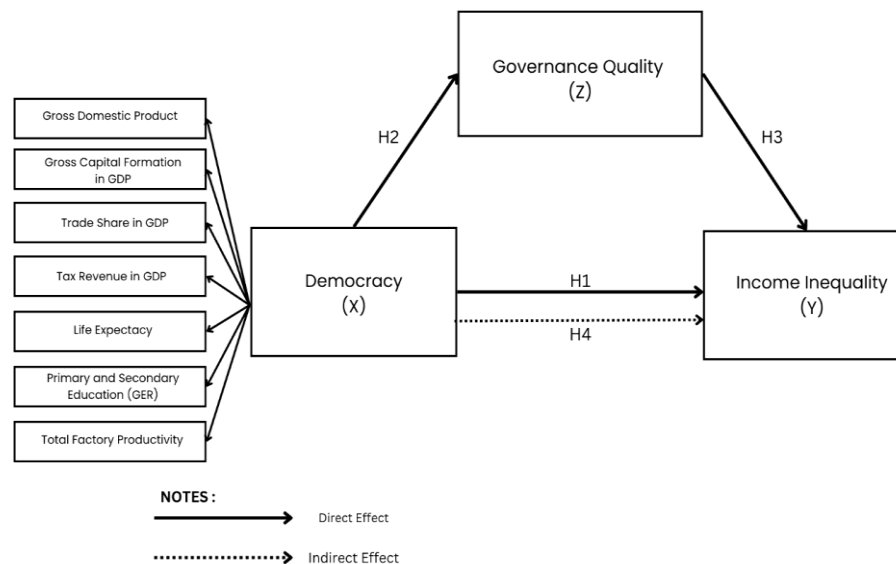 Governance Quality
(Z)
Gross Domestic Product
H2
H3
Gross Capital Formation
in GDP
Trade Share in GDP
Tax Revenue in GDP
Democracy
(X)
H1
Income Inequality
(Y)
H4
Life Expectacy
Primary and Secondary
Education (GER)
Total Factory Productivity
NOTES :
Direct Effect
Indirect Effect